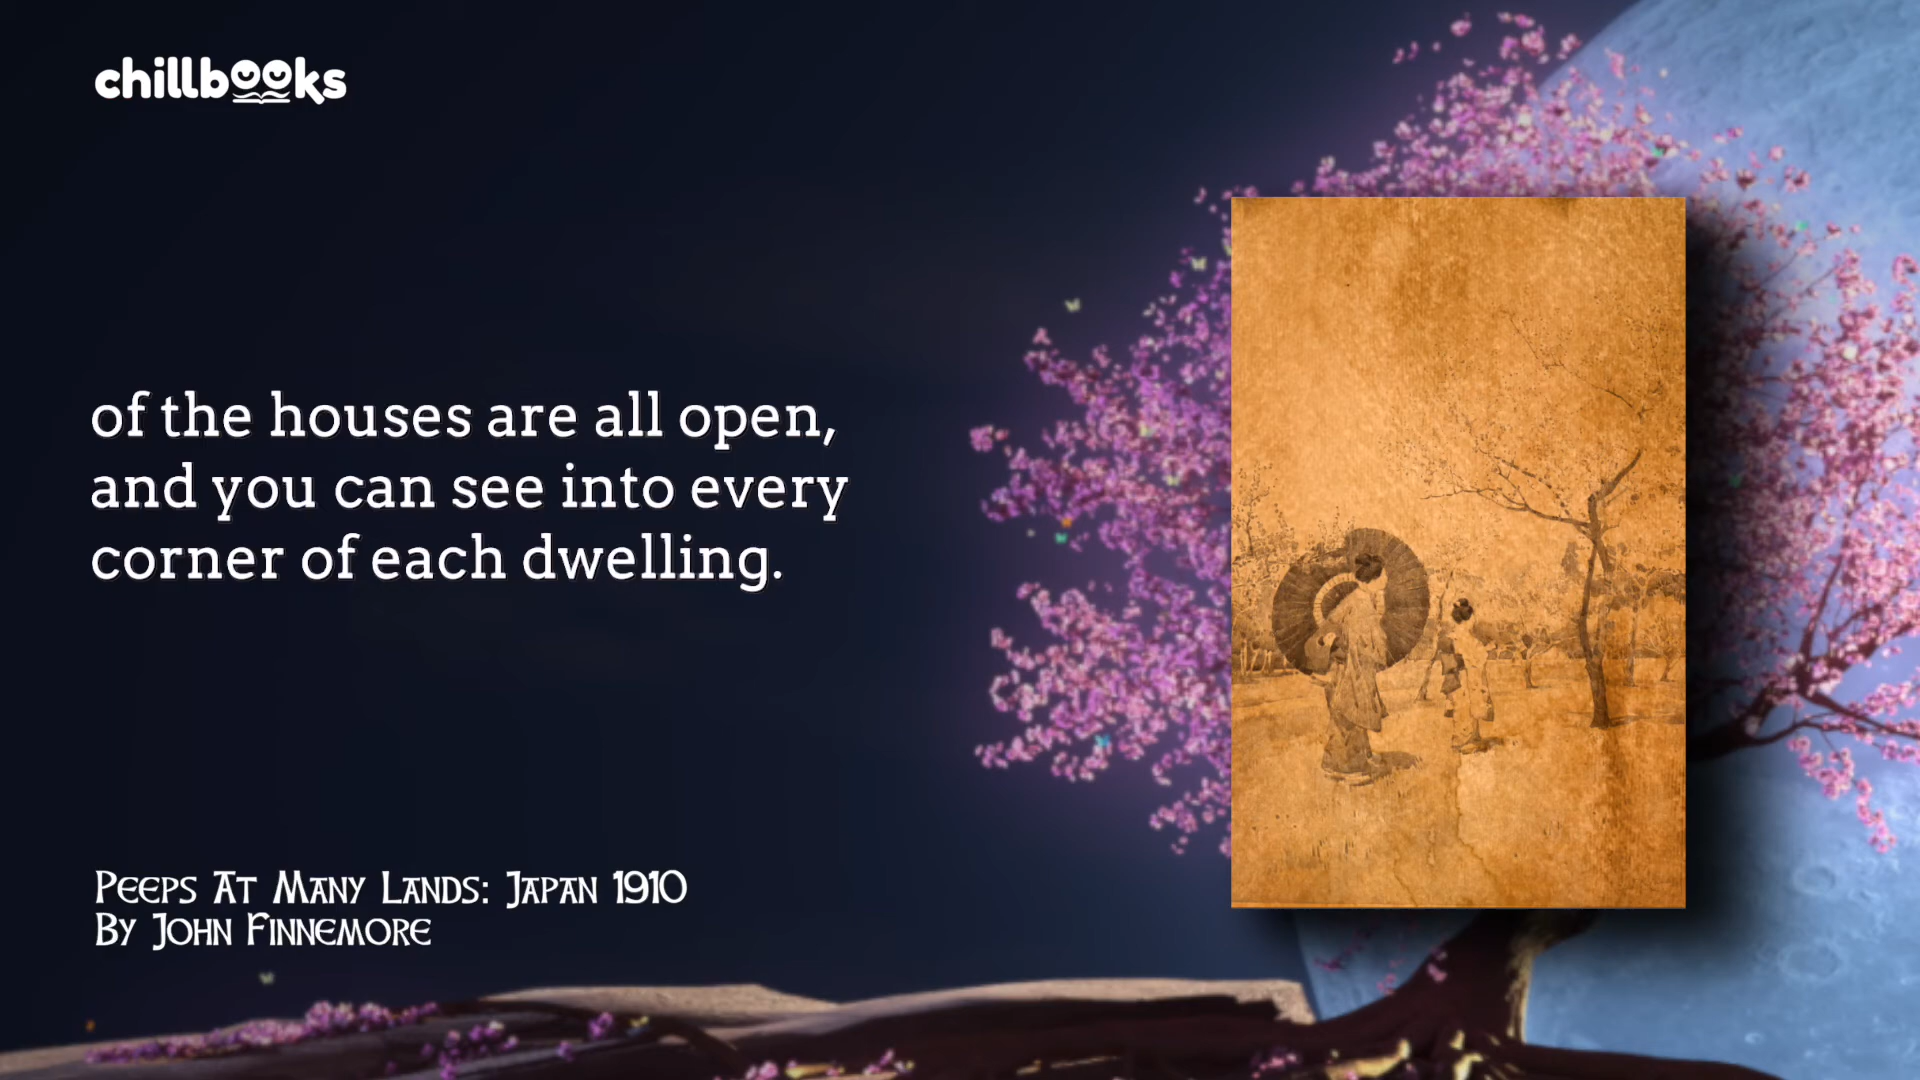 chillbooks
of the houses are all open,
and you can see into every
corner of each dwelling.
Peeps At Many Lands: Japan 1910
By John Finnemore